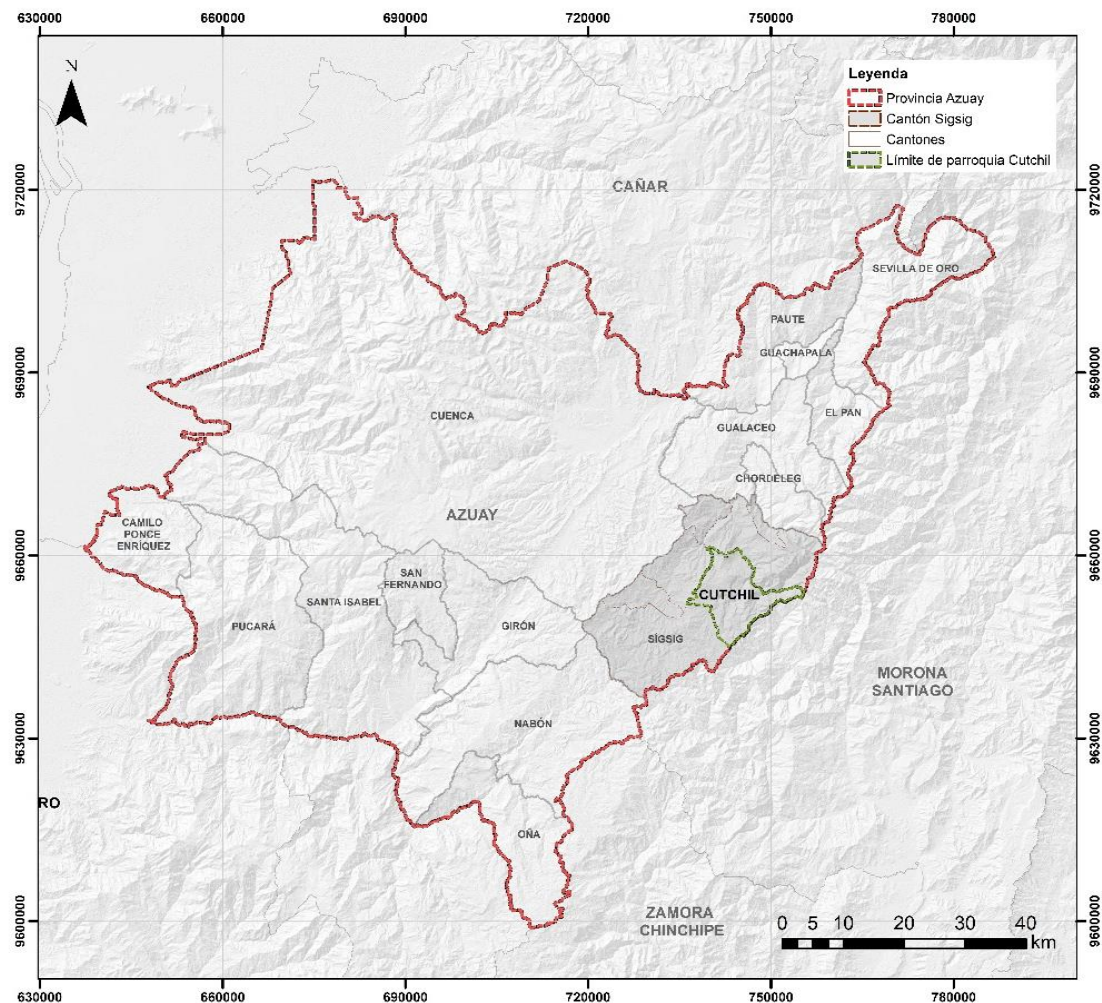 630000 660000 690000 720000 750000 780000
N
Leyenda
Provincia Azuay
Cantón Sigsig
Cantones
Límite de parroquia Cutchil
9720000
9720000
CAÑAR
SEVILLA DE ORO
PAUTE
GUACHAPALA
9690000
9690000
CUENCA
GUALACEO
EL PAN
CHORDELEG
AZUAY
CAMILO
PONCE
ENRÍQUEZ
9660000
9660000
SAN
FERNANDO
SANTA ISABEL
CUTCHIL
PUCARÁ
GIRÓN
SÍGSIG
MORONA
SANTIAGO
NABÓN
9630000
9630000
RO
OÑA
ZAMORA
CHINCHIPE
9600000
9600000
0 5 10 20 30 40
km
630000 660000 690000 720000 750000 780000